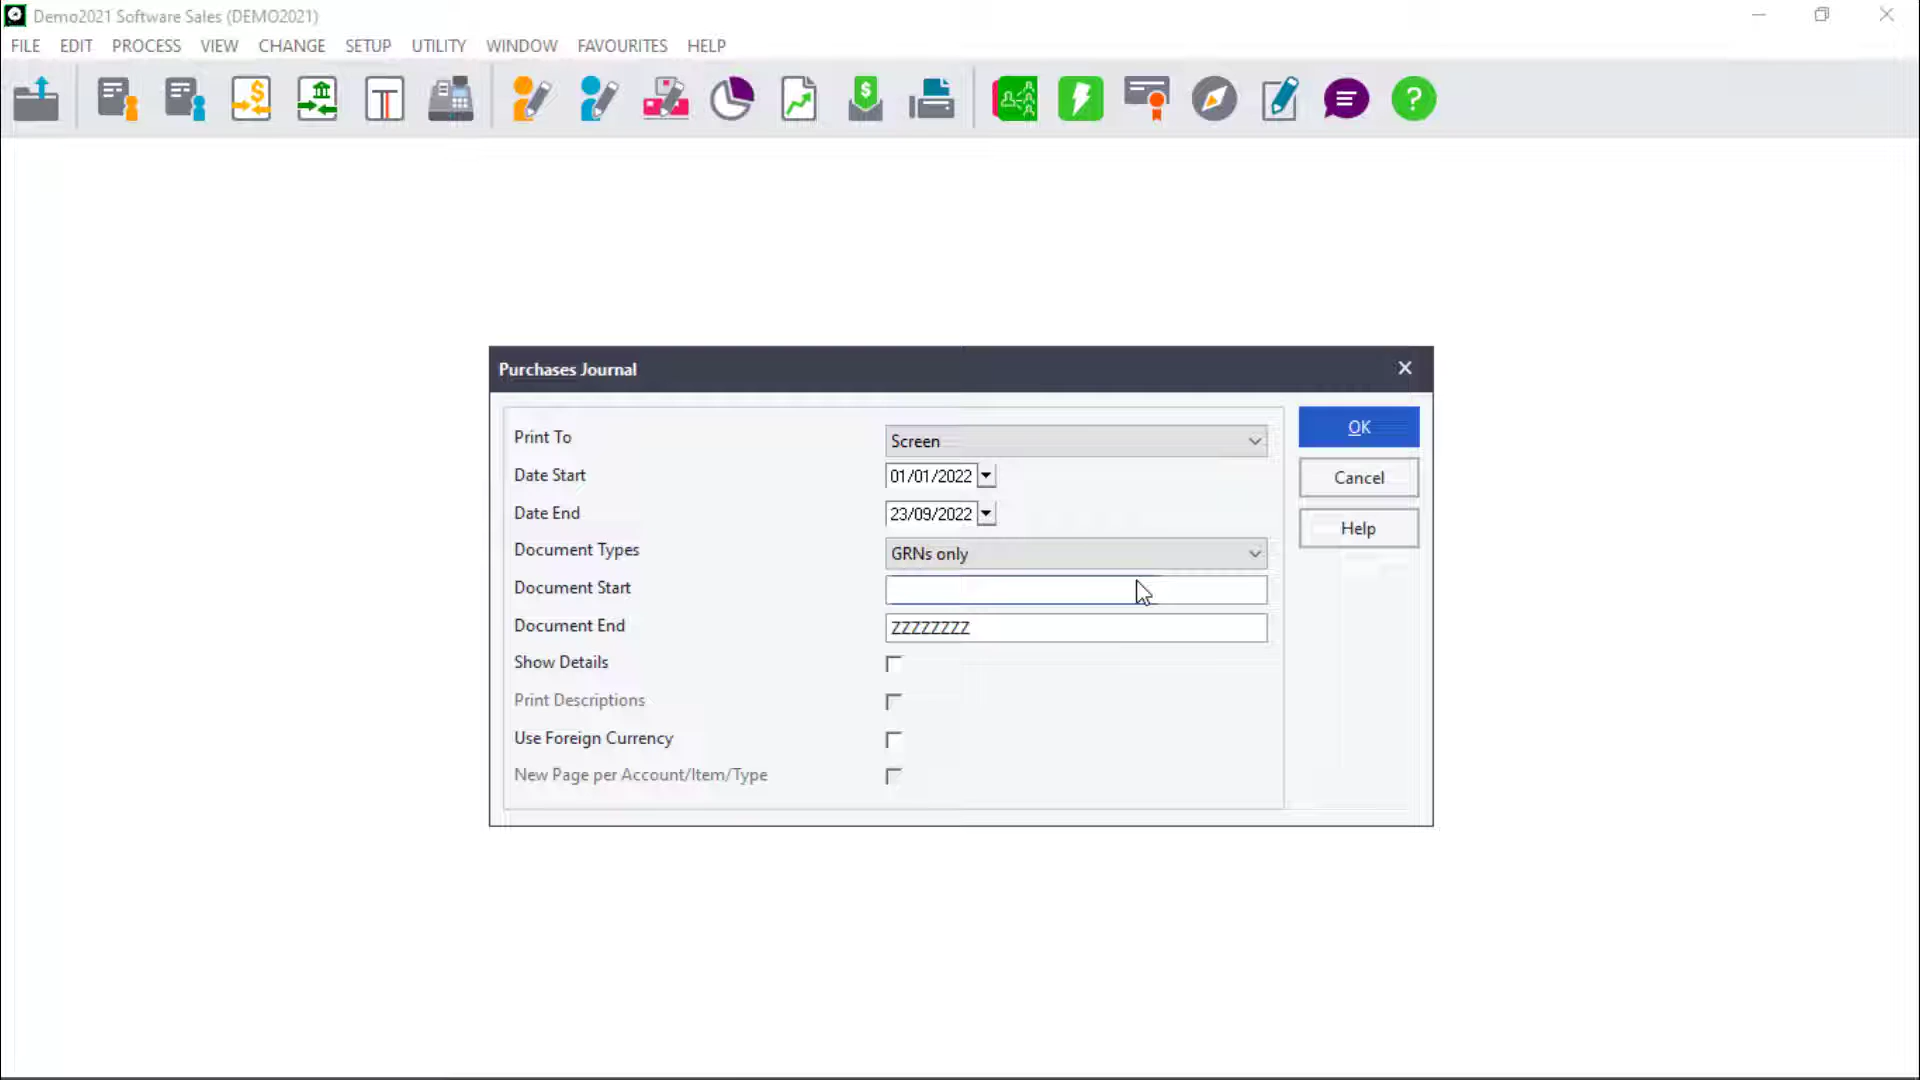 Demo2021 Software Sales (DEMO2021)
FILE EDIT PROCESS VIEW CHANGE SETUP UTILITY WINDOW FAVOURITES HELP
Purchases Journal
Print To Screen
OK
Date Start 01/01/2022
Cancel
Date End 23/09/2022
Help
Document Types GRNs only
Document Start
Document End ZZZZZZZZ
Show Details
Print Descriptions
Use Foreign Currency
New Page per Account/Item/Type